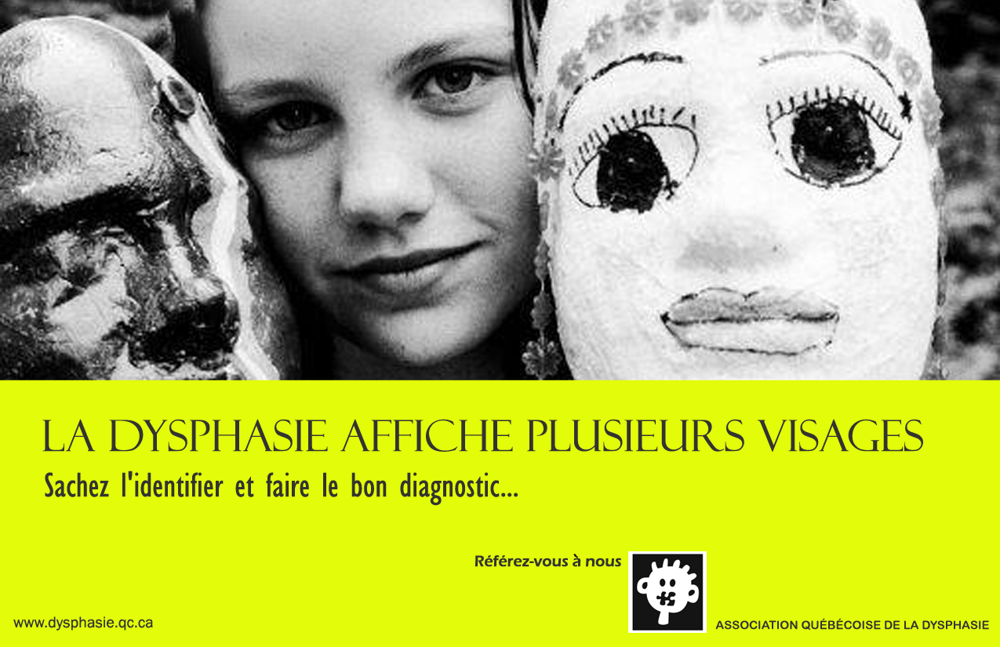 LA DYSPHASIE AFFICHE PLUSIEURS VISAGES
Sachez l'identifier et faire le bon diagnostic...
Référez-vous à nous
www.dysphasie.qc.ca
ASSOCIATION QUÉBÉCOISE DE LA DYSPHASIE